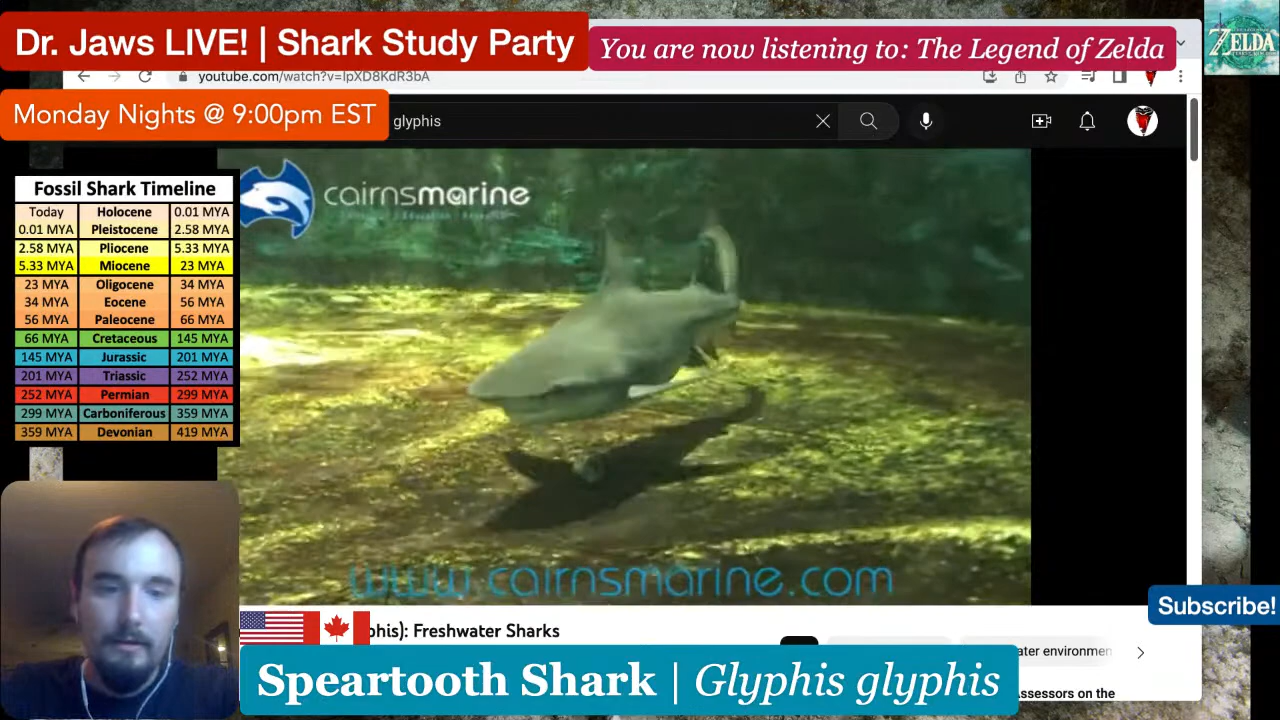 Dr. Jaws LIVE! | Shark Study Party
You are now listening to: The Legend of Zelda
ZELDA
youtube.com/watch?v=IpXD8KdR3bA
Monday Nights @ 9:00pm EST
glyphis
cairnsmarine
Fossil Shark Timeline
Today Holocene 0.01 MYA
0.01 MYA Pleistocene 2.58 MYA
2.58 MYA Pliocene 5.33 MYA
5.33 MYA Miocene 23 MYA
23 MYA Oligocene 34 MYA
34 MYA Eocene 56 MYA
56 MYA Paleocene 66 MYA
66 MYA Cretaceous 145 MYA
145 MYA Jurassic 201 MYA
201 MYA Triassic 252 MYA
252 MYA Permian 299 MYA
299 MYA Carboniferous 359 MYA
359 MYA Devonian 419 MYA
www.cairnsmarine.com
Subscribe!
phis): Freshwater Sharks
ater environmen
Assessors on the
Speartooth Shark | Glyphis glyphis